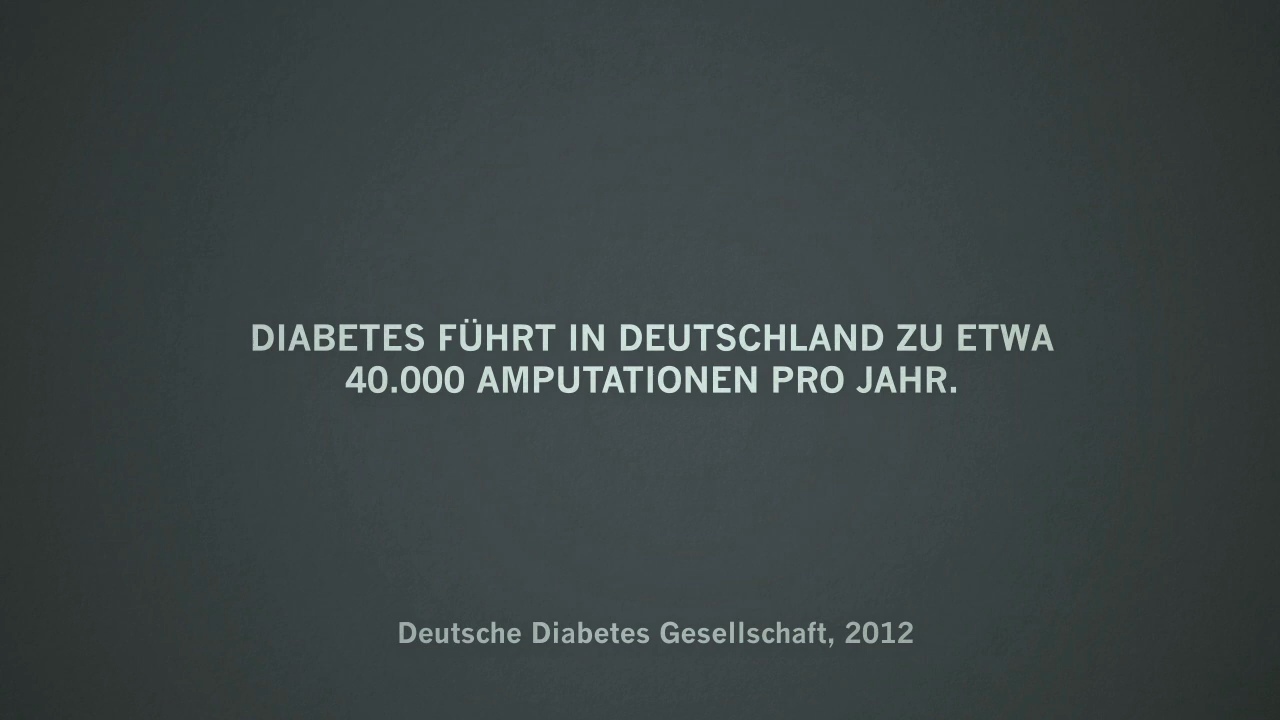 DIABETES FÜHRT IN DEUTSCHLAND ZU ETWA
40.000 AMPUTATIONEN PRO JAHR.
Deutsche Diabetes Gesellschaft, 2012